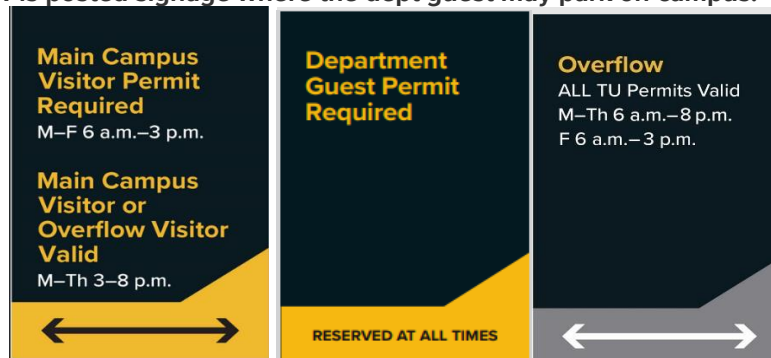 is posted signage where the dept guest may park on campus.
Main Campus
Visitor Permit
Required
M–F 6 a.m.–3 p.m.
Main Campus
Visitor or
Overflow Visitor
Valid
M–Th 3–8 p.m.
Department
Guest Permit
Required
RESERVED AT ALL TIMES
Overflow
ALL TU Permits Valid
M–Th 6 a.m.–8 p.m.
F 6 a.m.–3 p.m.